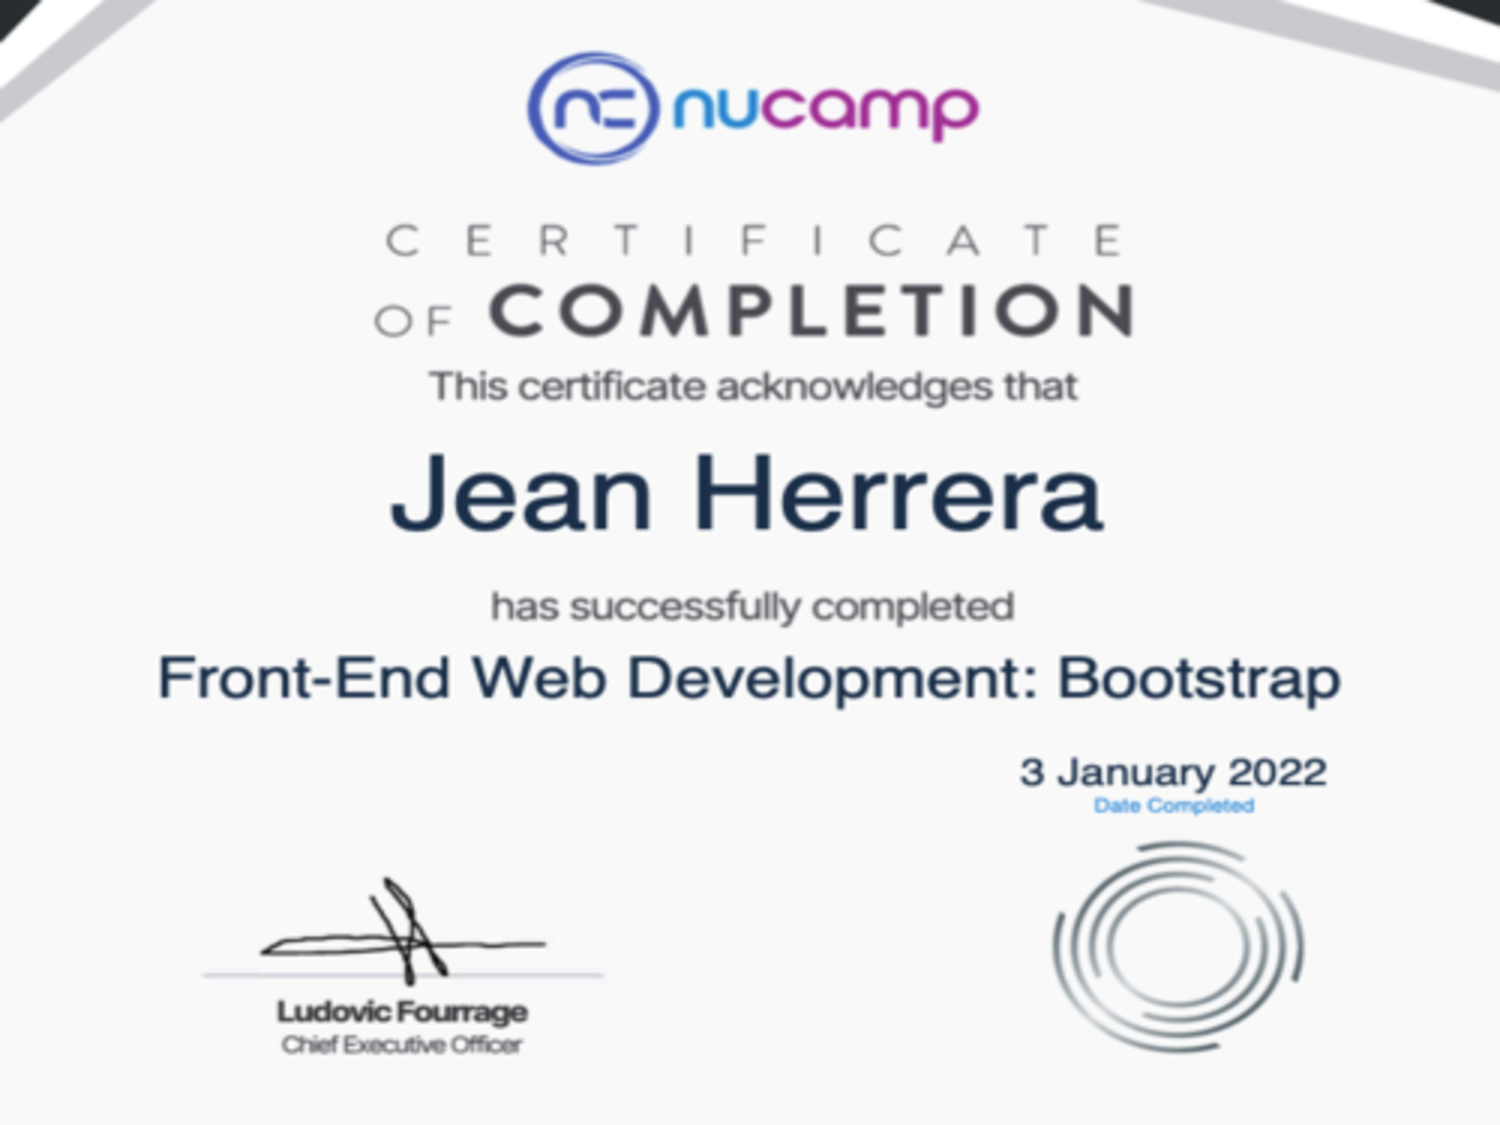 nc nucamp
CERTIFICATE
OF COMPLETION
This certificate acknowledges that
Jean Herrera
has successfully completed
Front-End Web Development: Bootstrap
3 January 2022
Date Completed
Ludovic Fourrage
Chief Executive Officer